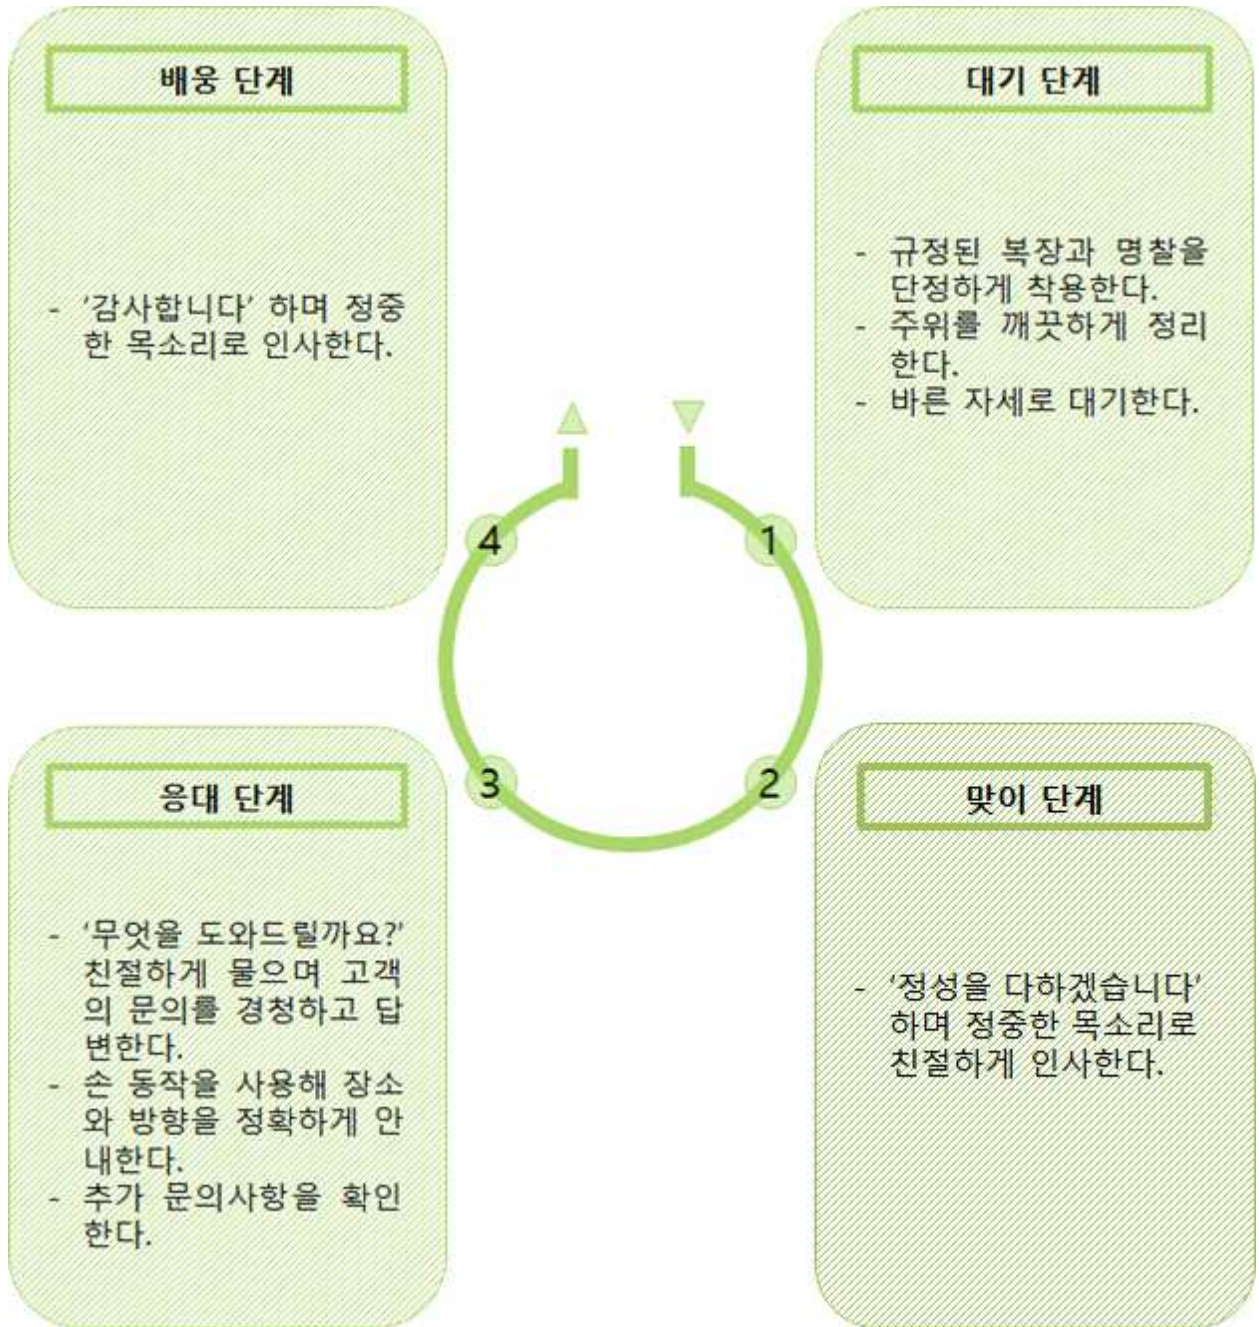 배웅 단계
- '감사합니다' 하며 정중
한 목소리로 인사한다.
대기 단계
- 규정된 복장과 명찰을
단정하게 착용한다.
- 주위를 깨끗하게 정리
한다.
- 바른 자세로 대기한다.
4
1
3
2
응대 단계
- '무엇을 도와드릴까요?'
친절하게 물으며 고객
의 문의를 경청하고 답
변한다.
- 손 동작을 사용해 장소
와 방향을 정확하게 안
내한다.
- 추가 문의사항을 확인
한다.
맞이 단계
- '정성을 다하겠습니다'
하며 정중한 목소리로
친절하게 인사한다.